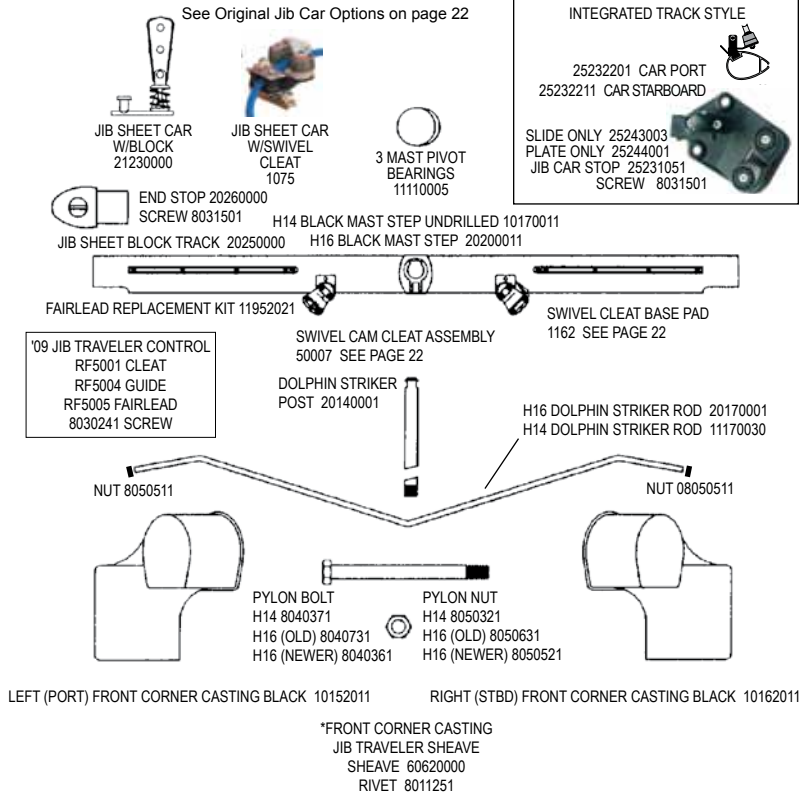 See Original Jib Car Options on page 22
INTEGRATED TRACK STYLE
25232201 CAR PORT
25232211 CAR STARBOARD
SLIDE ONLY 25243003
PLATE ONLY 25244001
JIB CAR STOP 25231051
SCREW 8031501
JIB SHEET CAR
W/BLOCK
21230000
JIB SHEET CAR
W/SWIVEL
CLEAT
1075
3 MAST PIVOT
BEARINGS
11110005
END STOP 20260000
SCREW 8031501
JIB SHEET BLOCK TRACK 20250000
H14 BLACK MAST STEP UNDRILLED 10170011
H16 BLACK MAST STEP 20200011
FAIRLEAD REPLACEMENT KIT 11952021
SWIVEL CAM CLEAT ASSEMBLY
50007 SEE PAGE 22
SWIVEL CLEAT BASE PAD
1162 SEE PAGE 22
'09 JIB TRAVELER CONTROL
RF5001 CLEAT
RF5004 GUIDE
RF5005 FAIRLEAD
8030241 SCREW
DOLPHIN STRIKER
POST 20140001
H16 DOLPHIN STRIKER ROD 20170001
H14 DOLPHIN STRIKER ROD 11170030
NUT 8050511
NUT 08050511
PYLON BOLT
H14 8040371
H16 (OLD) 8040731
H16 (NEWER) 8040361
PYLON NUT
H14 8050321
H16 (OLD) 8050631
H16 (NEWER) 8050521
LEFT (PORT) FRONT CORNER CASTING BLACK 10152011
RIGHT (STBD) FRONT CORNER CASTING BLACK 10162011
*FRONT CORNER CASTING
JIB TRAVELER SHEAVE
SHEAVE 60620000
RIVET 8011251